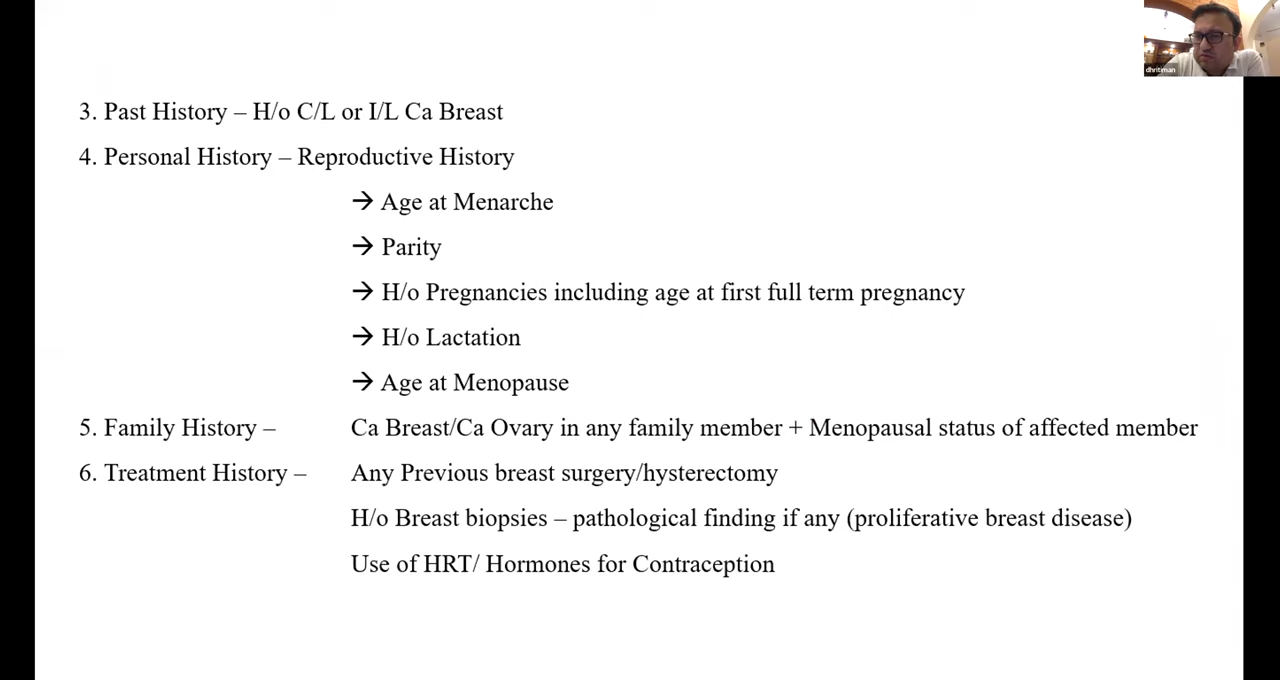 dhritiman
3. Past History – H/o C/L or I/L Ca Breast
4. Personal History – Reproductive History
→ Age at Menarche
→ Parity
→ H/o Pregnancies including age at first full term pregnancy
→ H/o Lactation
→ Age at Menopause
5. Family History – Ca Breast/Ca Ovary in any family member + Menopausal status of affected member
6. Treatment History – Any Previous breast surgery/hysterectomy
H/o Breast biopsies – pathological finding if any (proliferative breast disease)
Use of HRT/ Hormones for Contraception